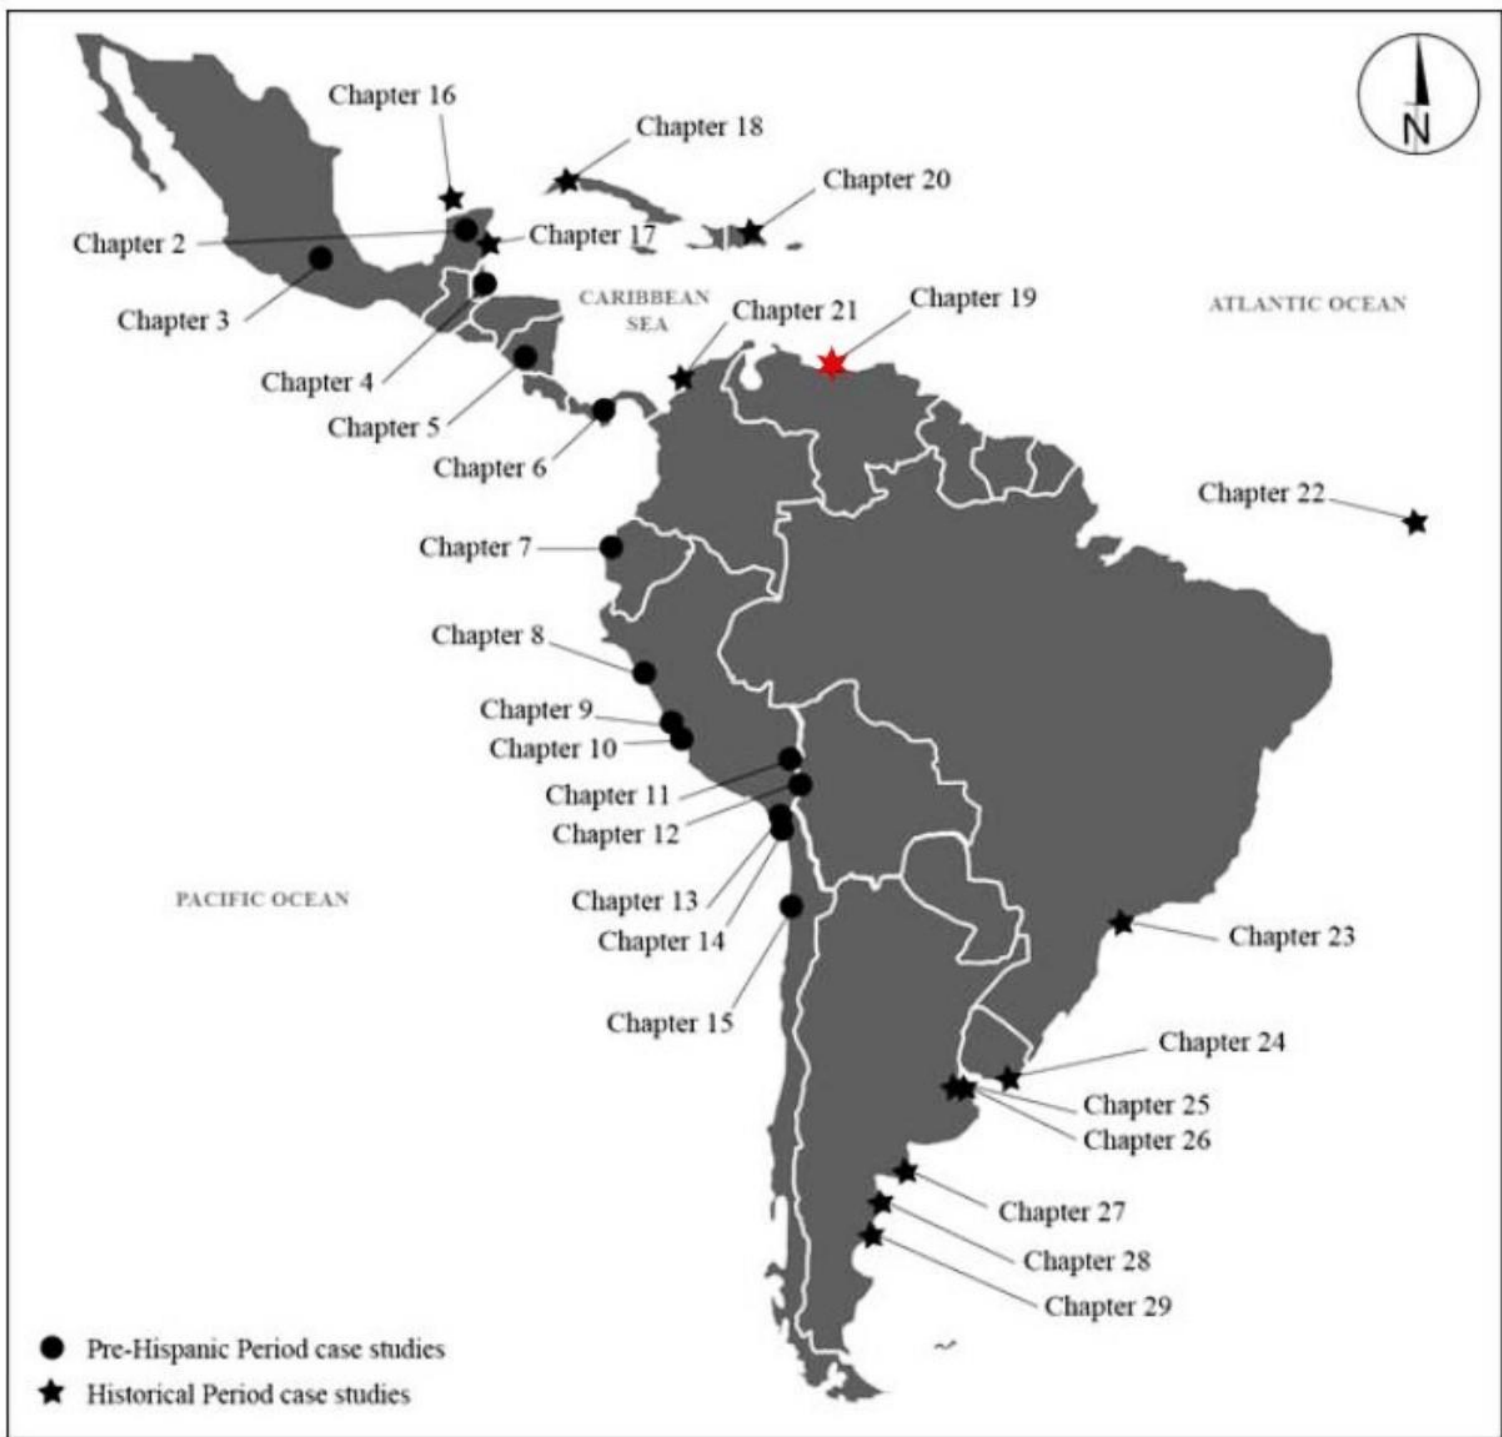 Chapter 16
Chapter 18
Chapter 20
Chapter 2
Chapter 17
Chapter 3
CARIBBEAN
SEA
Chapter 21
Chapter 19
ATLANTIC OCEAN
Chapter 4
Chapter 5
Chapter 6
Chapter 22
Chapter 7
Chapter 8
Chapter 9
Chapter 10
Chapter 11
Chapter 12
PACIFIC OCEAN
Chapter 13
Chapter 14
Chapter 23
Chapter 15
Chapter 24
Chapter 25
Chapter 26
Chapter 27
Chapter 28
Chapter 29
Pre-Hispanic Period case studies
Historical Period case studies
N